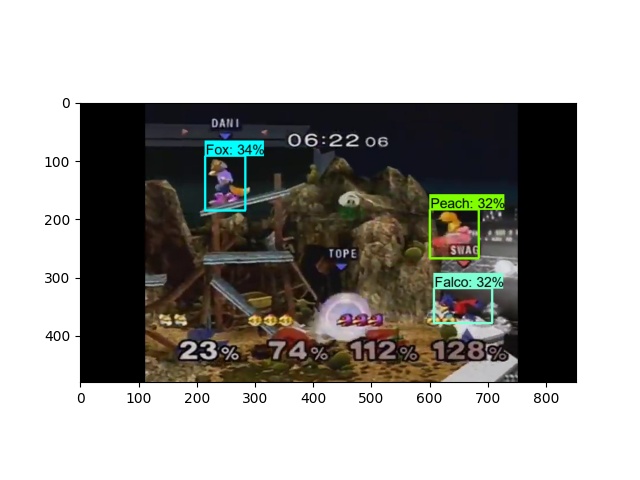 0
100
200
300
400
0 100 200 300 400 500 600 700 800
DANI
06:22 06
Fox: 34%
Peach: 32%
SWAG
TOPE
Falco: 32%
23% 74% 112% 128%